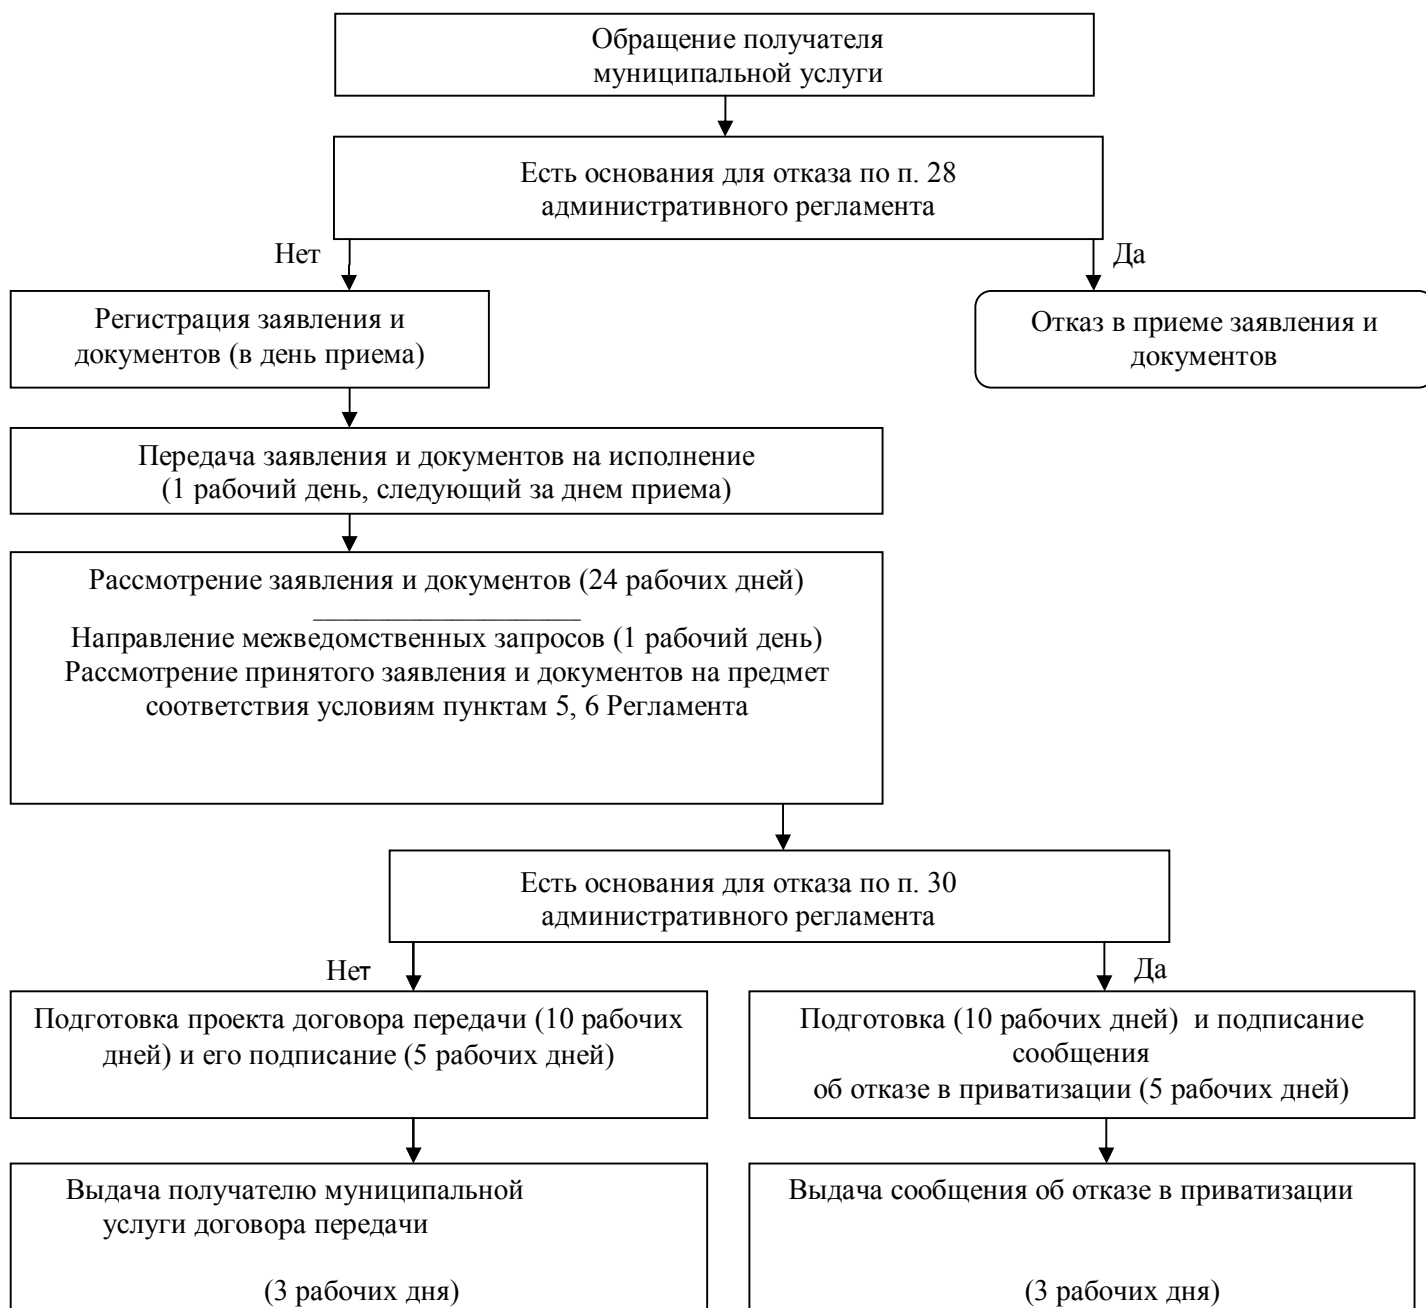 Обращение получателя
муниципальной услуги
Есть основания для отказа по п. 28
административного регламента
Нет
Да
Регистрация заявления и
документов (в день приема)
Отказ в приеме заявления и
документов
Передача заявления и документов на исполнение
(1 рабочий день, следующий за днем приема)
Рассмотрение заявления и документов (24 рабочих дней)
Направление межведомственных запросов (1 рабочий день)
Рассмотрение принятого заявления и документов на предмет
соответствия условиям пунктам 5, 6 Регламента
Есть основания для отказа по п. 30
административного регламента
Нет
Да
Подготовка проекта договора передачи (10 рабочих
дней) и его подписание (5 рабочих дней)
Подготовка (10 рабочих дней)  и подписание
сообщения
об отказе в приватизации (5 рабочих дней)
Выдача получателю муниципальной
услуги договора передачи
(3 рабочих дня)
Выдача сообщения об отказе в приватизации
(3 рабочих дня)